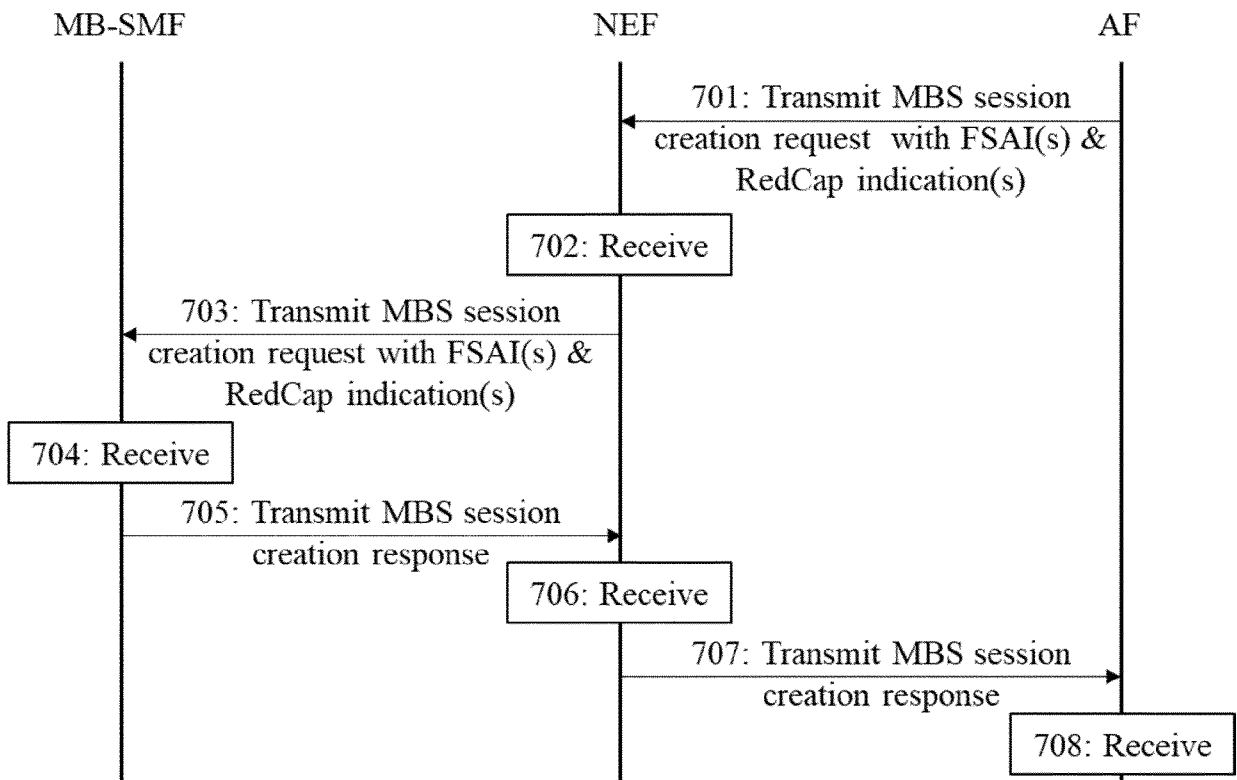 MB-SMF NEF AF
701: Transmit MBS session
creation request with FSAI(s) &
RedCap indication(s)
702: Receive
703: Transmit MBS session
creation request with FSAI(s) &
RedCap indication(s)
704: Receive
705: Transmit MBS session
creation response
706: Receive
707: Transmit MBS session
creation response
708: Receive